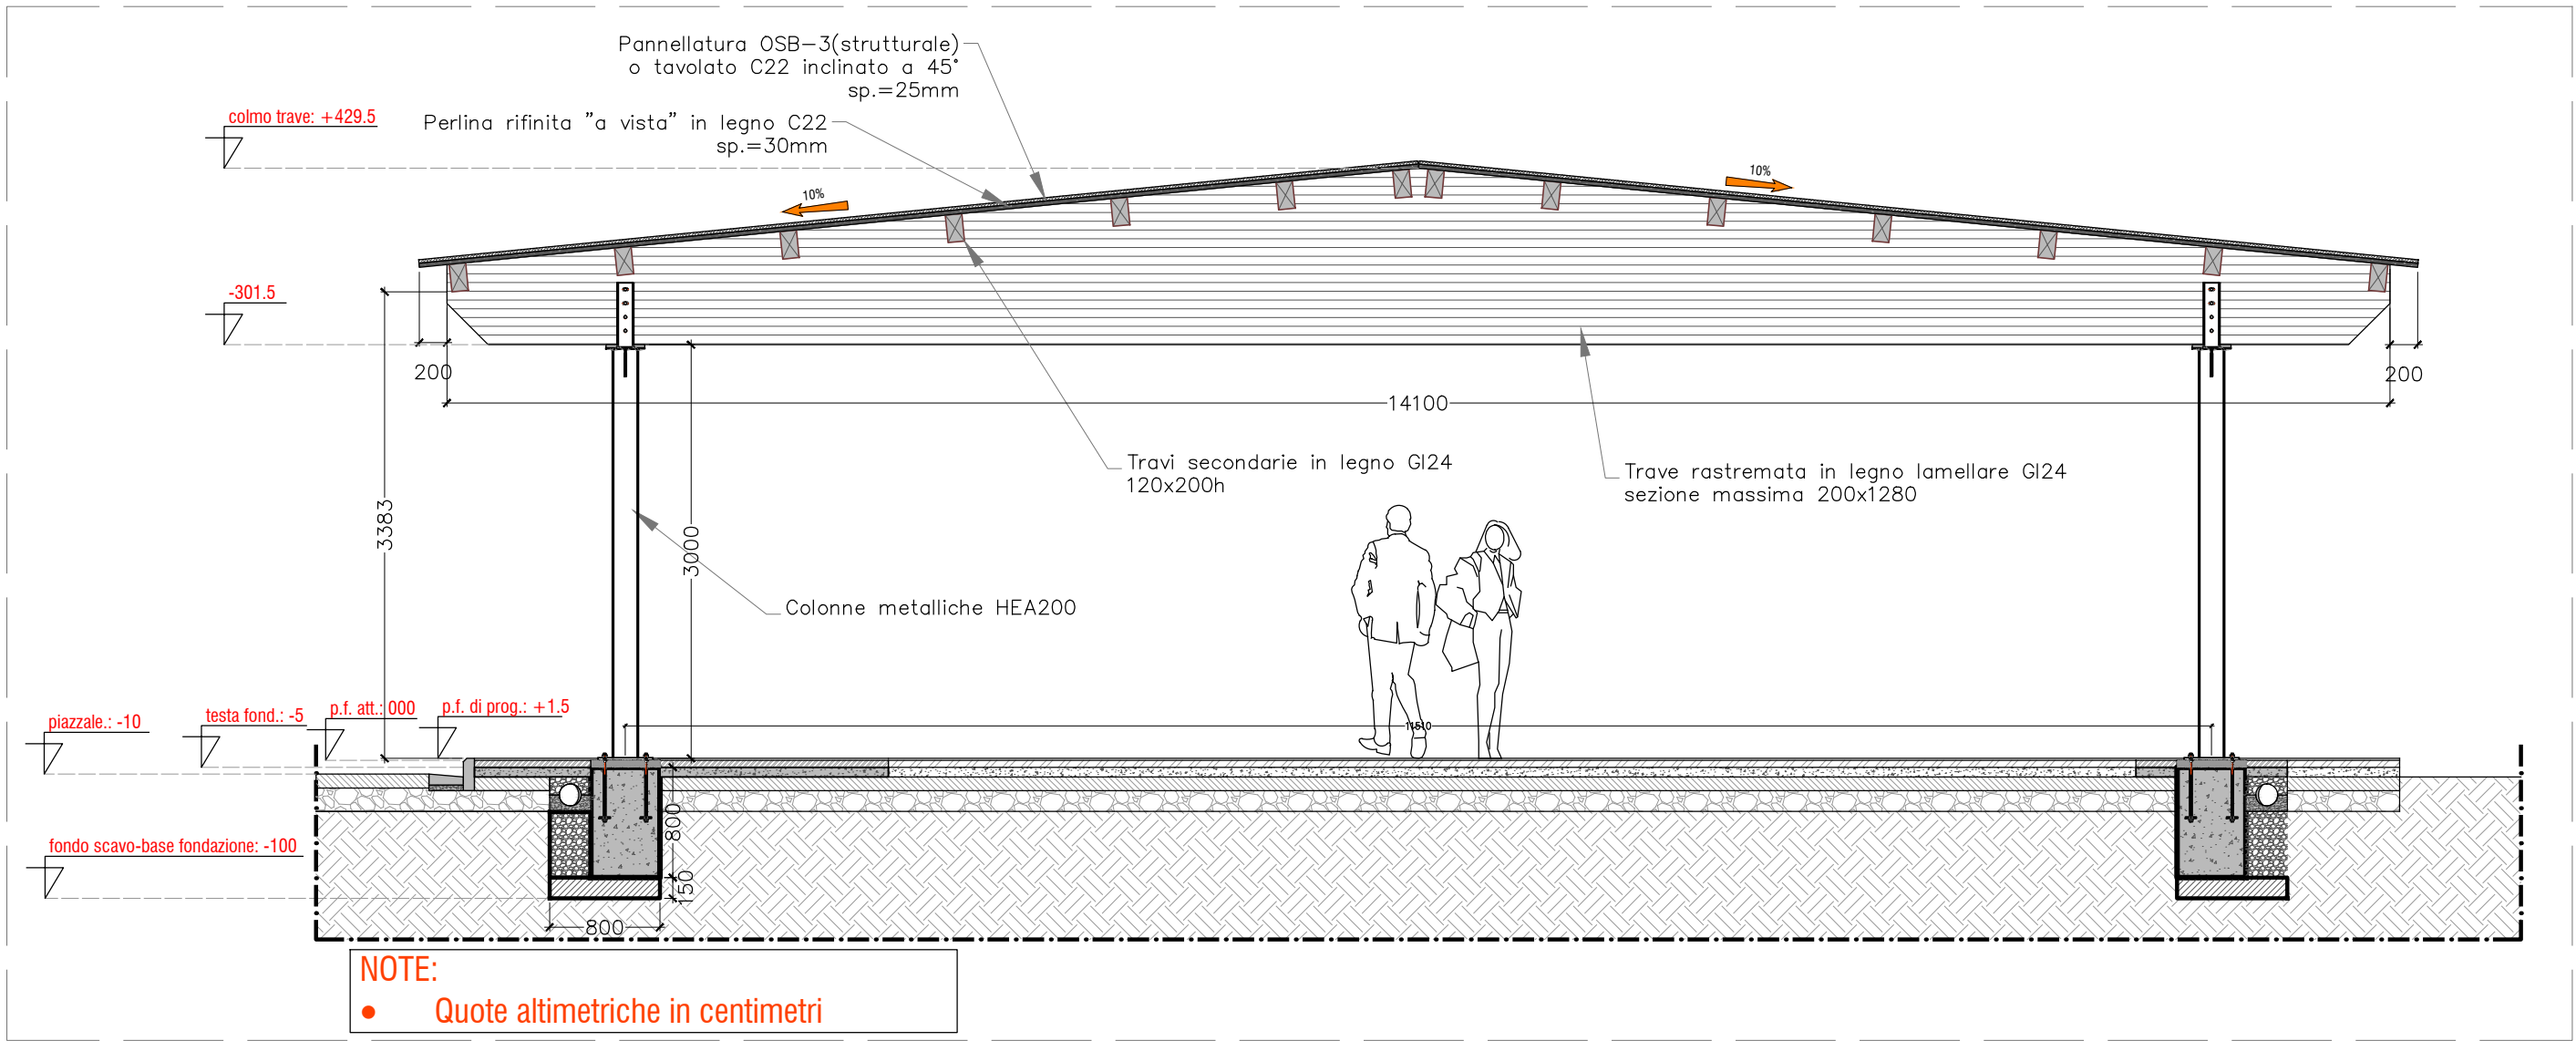 Pannellatura OSB-3(strutturale)
o tavolato C22 inclinato a 45°
sp.=25mm
colmo trave: +429.5
Perlina rifinita "a vista" in legno C22
sp.=30mm
10%
10%
-301.5
200
200
14100
Travi secondarie in legno Gl24
120x200h
Trave rastremata in legno lamellare Gl24
sezione massima 200x1280
3383
3000
Colonne metalliche HEA200
piazzale.: -10
testa fond.: -5
p.f. att.: 000
p.f. di prog.: +1.5
11510
fondo scavo-base fondazione: -100
800
150
800
NOTE:
• Quote altimetriche in centimetri